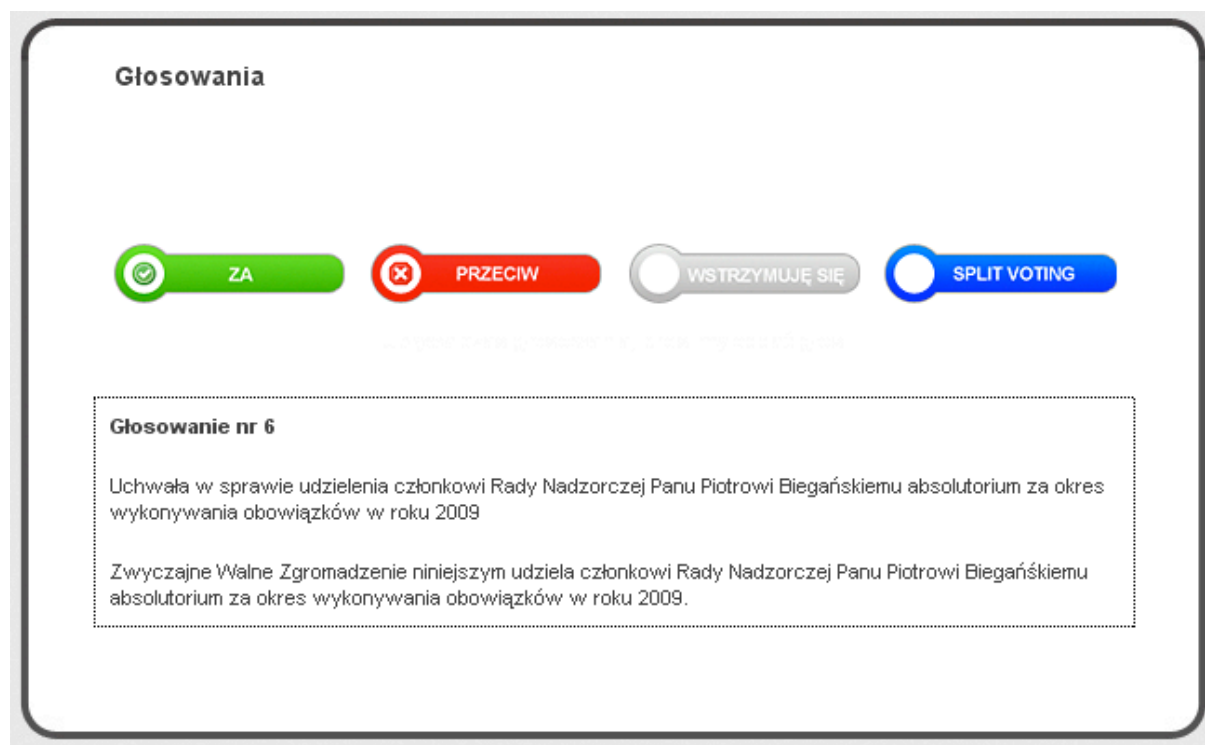 Głosowania
ZA
PRZECIW
WSTRZYMUJĘ SIĘ
SPLIT VOTING
Głosowanie nr 6
Uchwała w sprawie udzielenia członkowi Rady Nadzorczej Panu Piotrowi Biegańskiemu absolutorium za okres
wykonywania obowiązków w roku 2009
Zwyczajne Walne Zgromadzenie niniejszym udziela członkowi Rady Nadzorczej Panu Piotrowi Biegańśkiemu
absolutorium za okres wykonywania obowiązków w roku 2009.